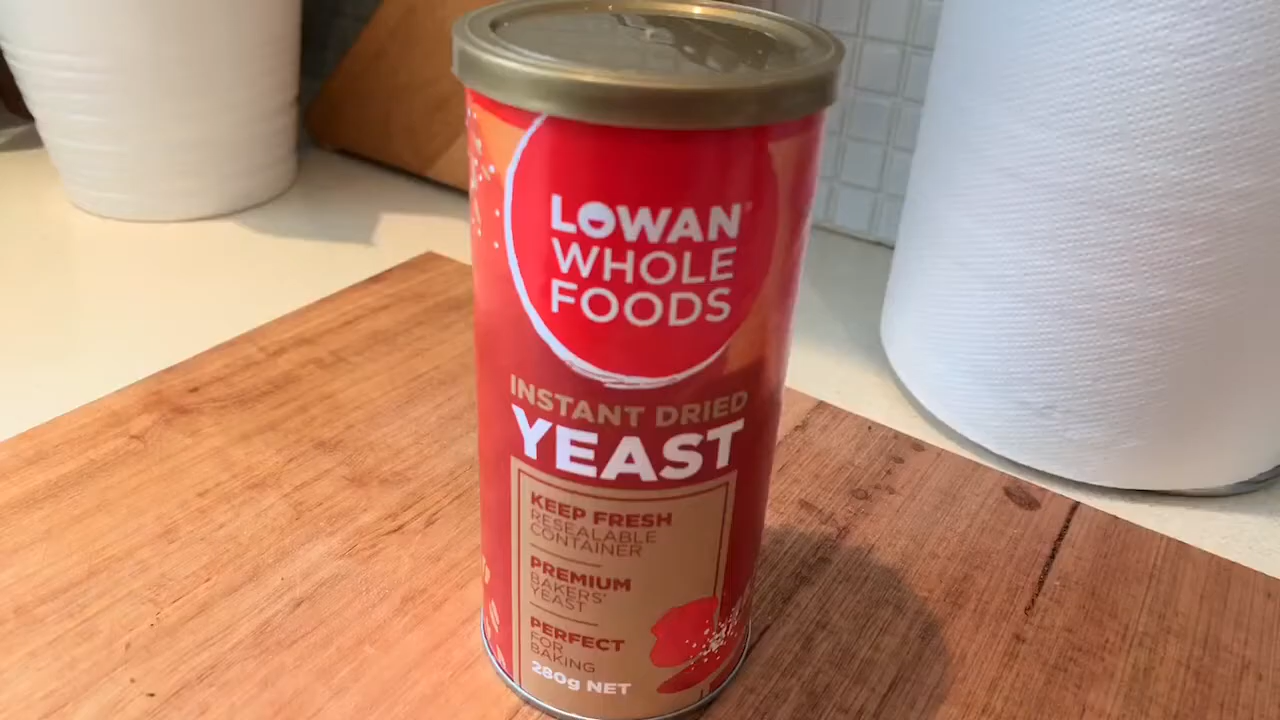 LOWAN
WHOLE
FOODS
INSTANT DRIED
YEAST
KEEP FRESH
RESEALABLE
CONTAINER
PREMIUM
BAKERS'
YEAST
PERFECT
FOR
BAKING
280g NET